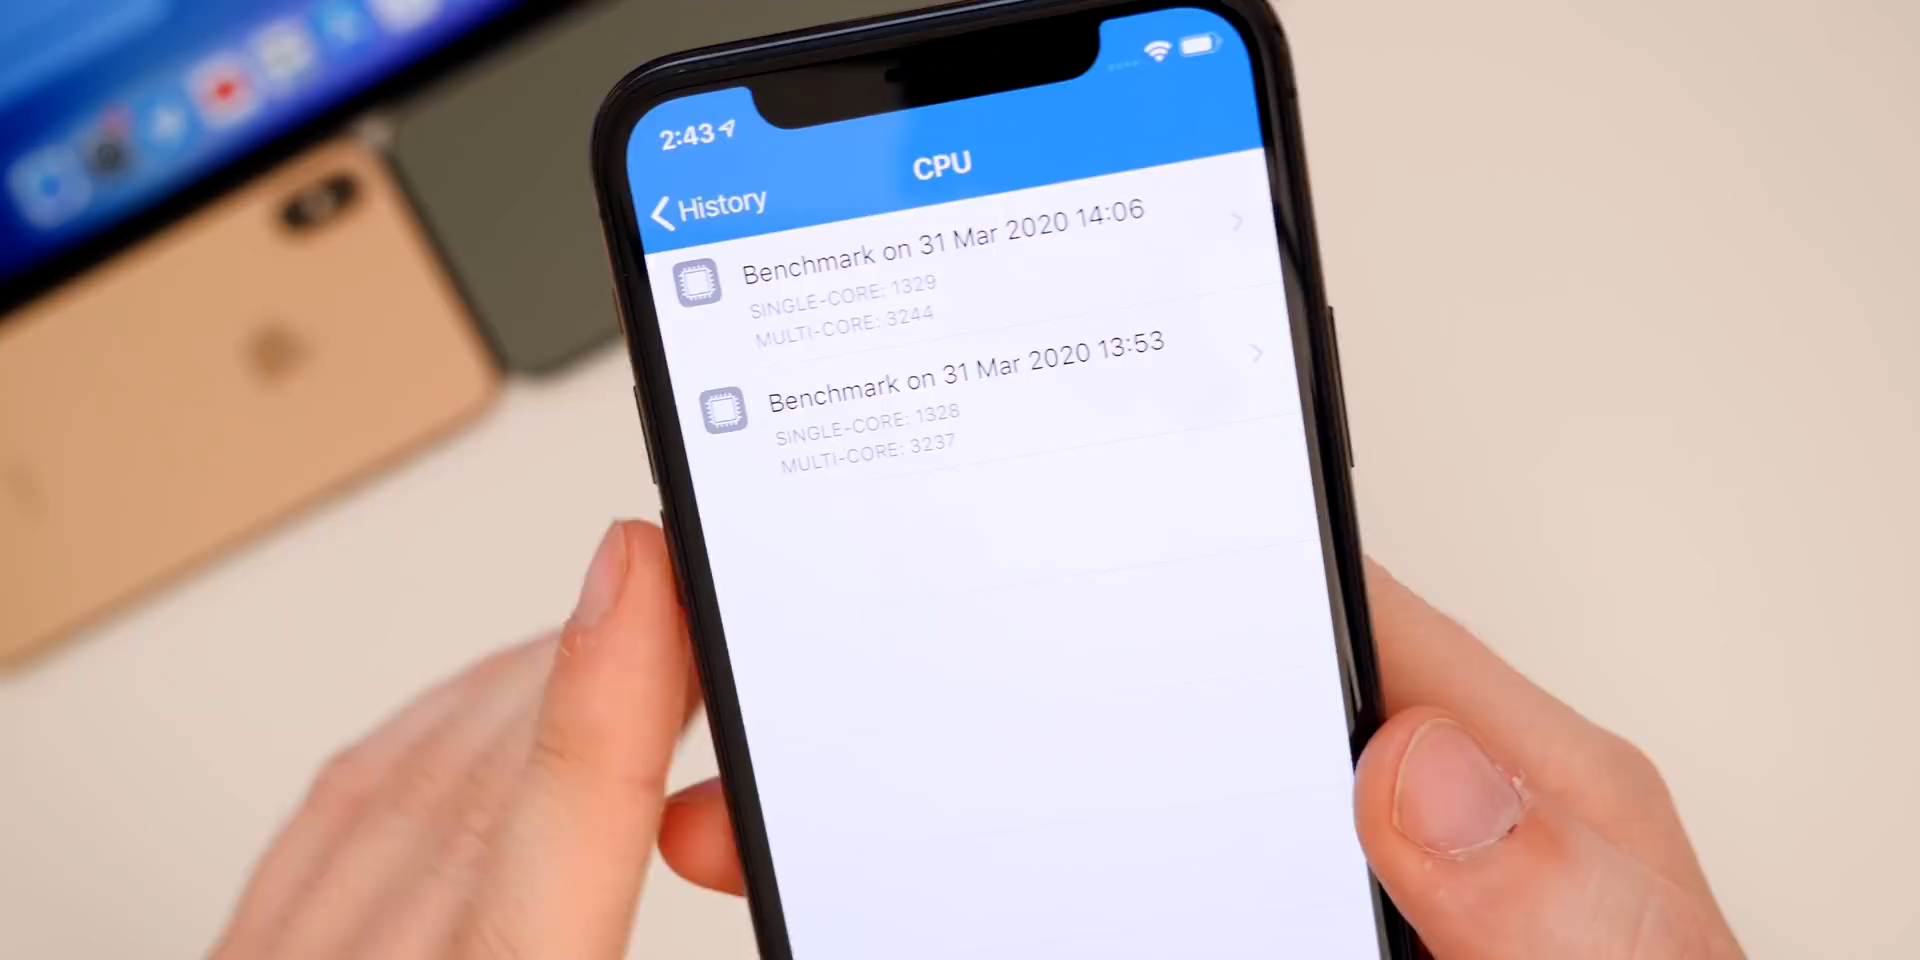 2:43
CPU
History
Benchmark on 31 Mar 2020 14:06
SINGLE-CORE: 1329
MULTI-CORE: 3244
Benchmark on 31 Mar 2020 13:53
SINGLE-CORE: 1328
MULTI-CORE: 3237